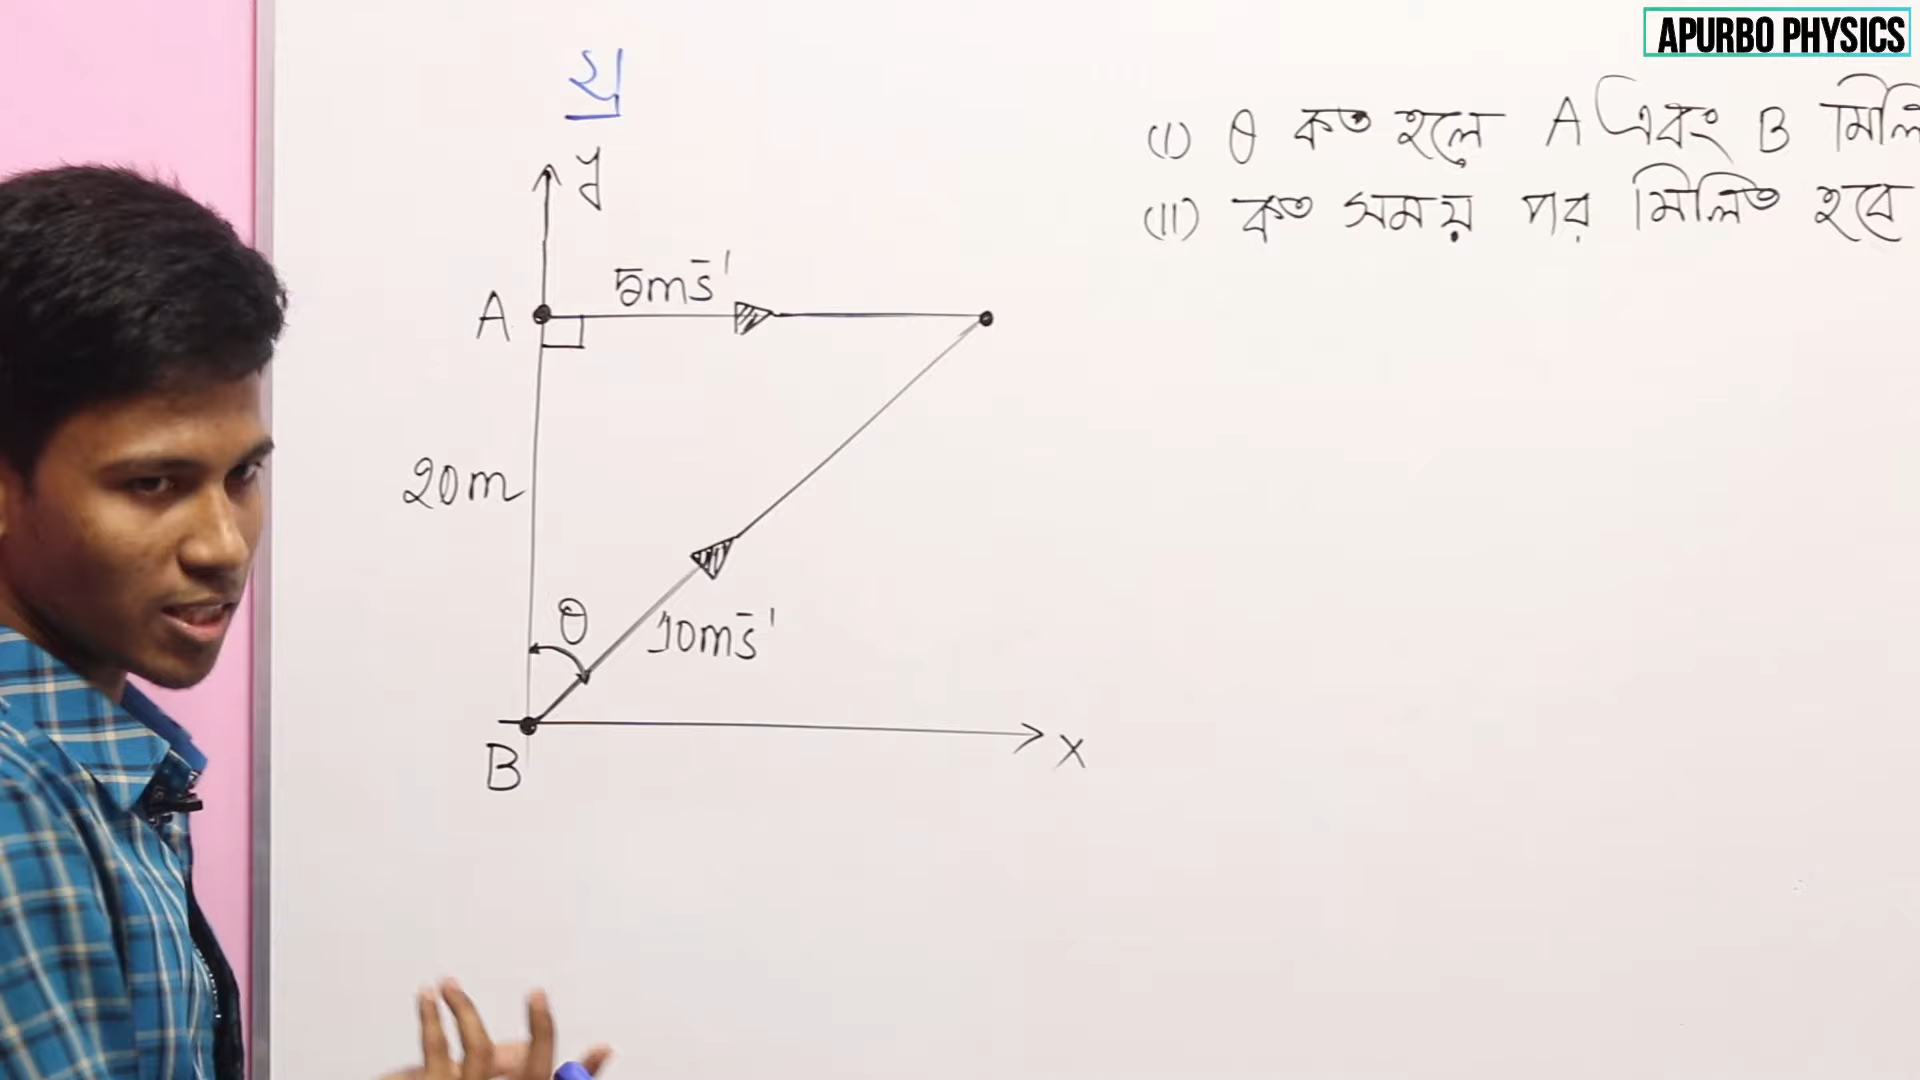 APURBO PHYSICS
y
(I) θ কত হলে A এবং B
(II) কত সময় পর মিলিত হবে
A
5ms⁻¹
20m
θ
10ms⁻¹
B
x